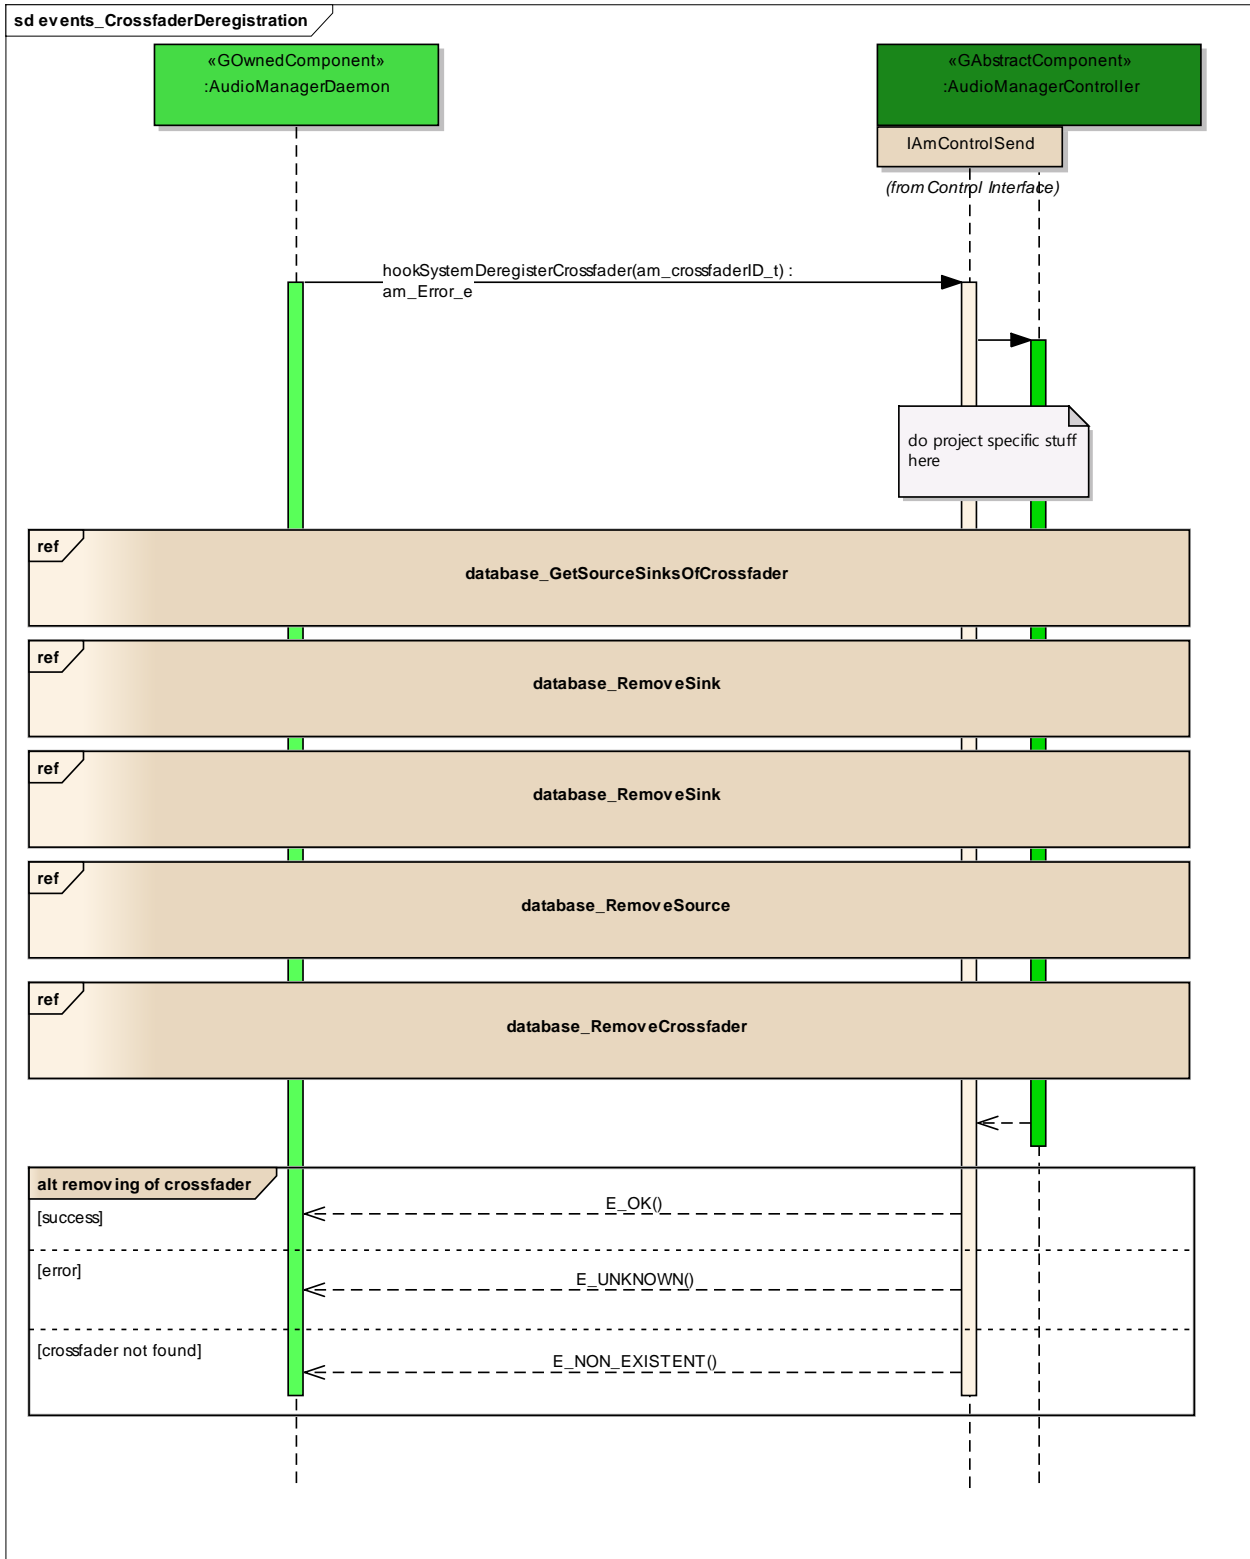 sd events_CrossfaderDeregistration
«GOwnedComponent»
:AudioManagerDaemon
«GAbstractComponent»
:AudioManagerController
IAmControlSend
(from Control Interface)
hookSystemDeregisterCrossfader(am_crossfaderID_t) :
am_Error_e
do project specific stuff
here
ref
database_GetSourceSinksOfCrossfader
ref
database_RemoveSink
ref
database_RemoveSink
ref
database_RemoveSource
ref
database_RemoveCrossfader
alt removing of crossfader
[success]
E_OK()
[error]
E_UNKNOWN()
[crossfader not found]
E_NON_EXISTENT()